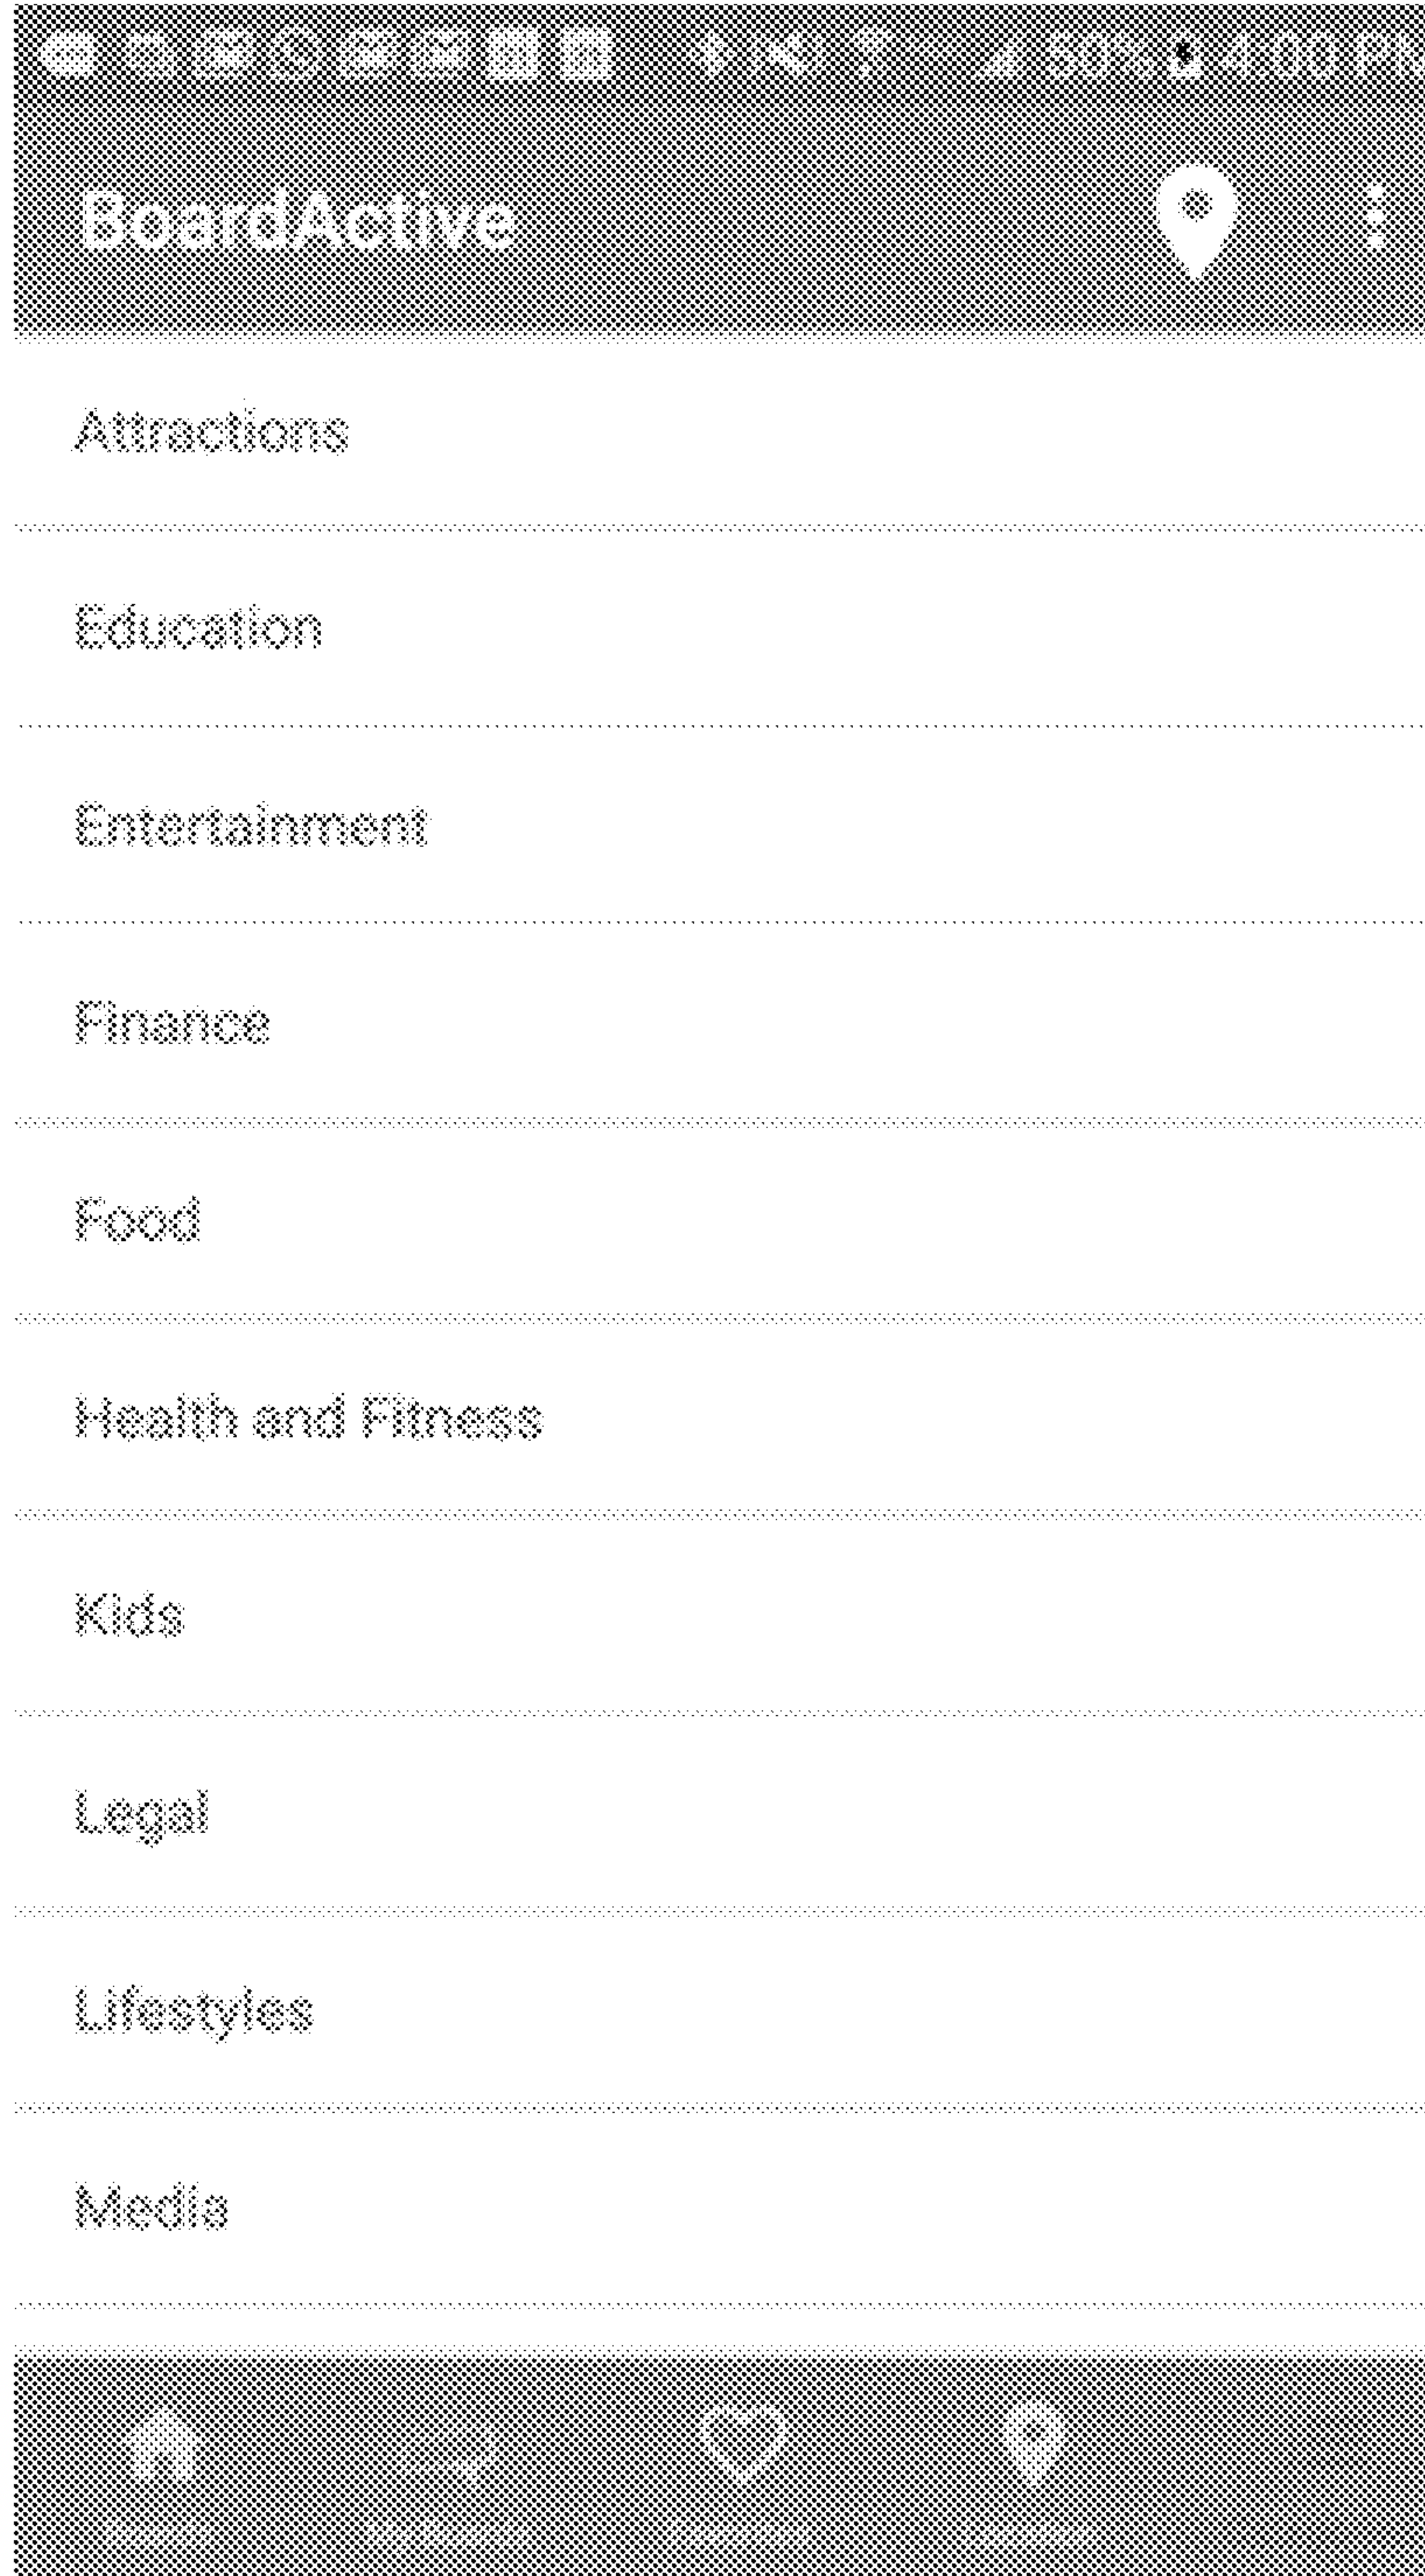 BoardActive
Attractions
Education
Entertainment
Finance
Food
Health and Fitness
Kids
Legal
Lifestyles
Media